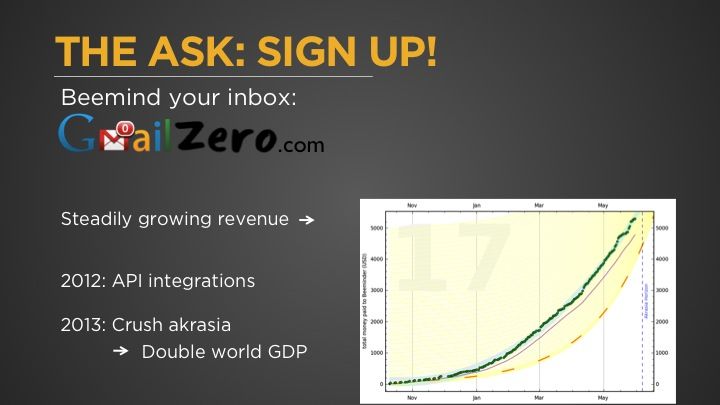 THE ASK: SIGN UP!
Beemind your inbox:
GmailZero.com
0
Steadily growing revenue →
2012: API integrations
2013: Crush akrasia
→ Double world GDP
Nov Jan Mar May
17
5000 5000
4000 4000
3000 3000
2000 2000
1000 1000
0 0
total money paid to Beeminder (USD)
Akrasia Horizon
Nov Jan Mar May